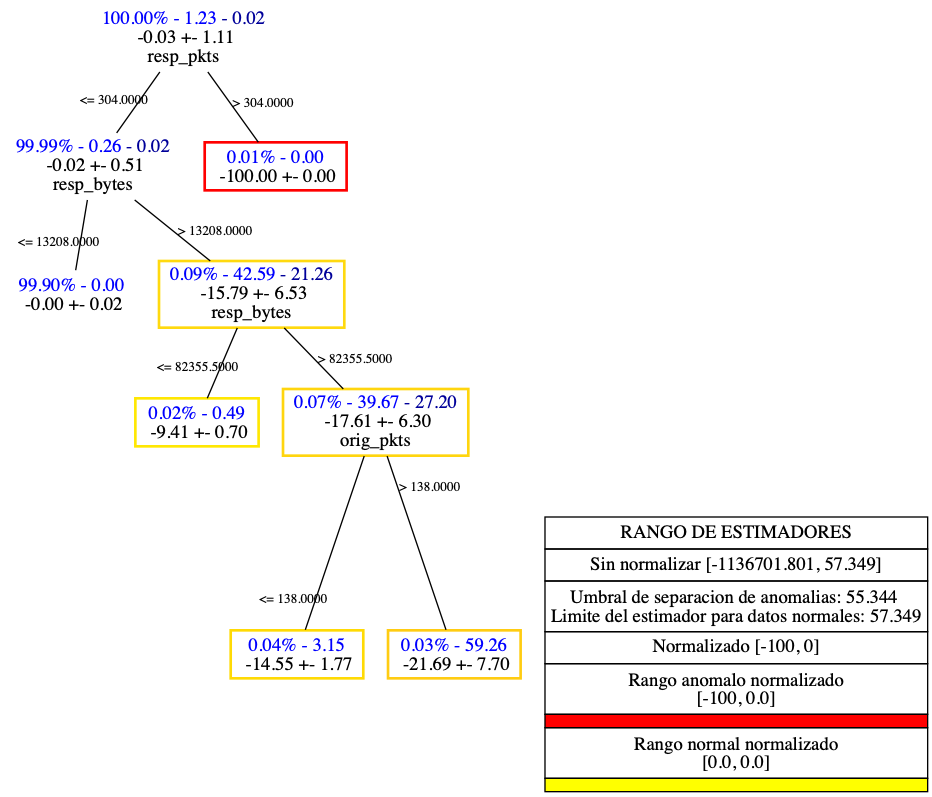 100.00% - 1.23 - 0.02
-0.03 +- 1.11
resp_pkts
<= 304.0000
> 304.0000
99.99% - 0.26 - 0.02
-0.02 +- 0.51
resp_bytes
0.01% - 0.00
-100.00 +- 0.00
<= 13208.0000
> 13208.0000
99.90% - 0.00
-0.00 +- 0.02
0.09% - 42.59 - 21.26
-15.79 +- 6.53
resp_bytes
<= 82355.5000
> 82355.5000
0.02% - 0.49
-9.41 +- 0.70
0.07% - 39.67 - 27.20
-17.61 +- 6.30
orig_pkts
> 138.0000
<= 138.0000
0.04% - 3.15
-14.55 +- 1.77
0.03% - 59.26
-21.69 +- 7.70
RANGO DE ESTIMADORES
Sin normalizar [-1136701.801, 57.349]
Umbral de separacion de anomalias: 55.344
Limite del estimador para datos normales: 57.349
Normalizado [-100, 0]
Rango anomalo normalizado
[-100, 0.0]
Rango normal normalizado
[0.0, 0.0]